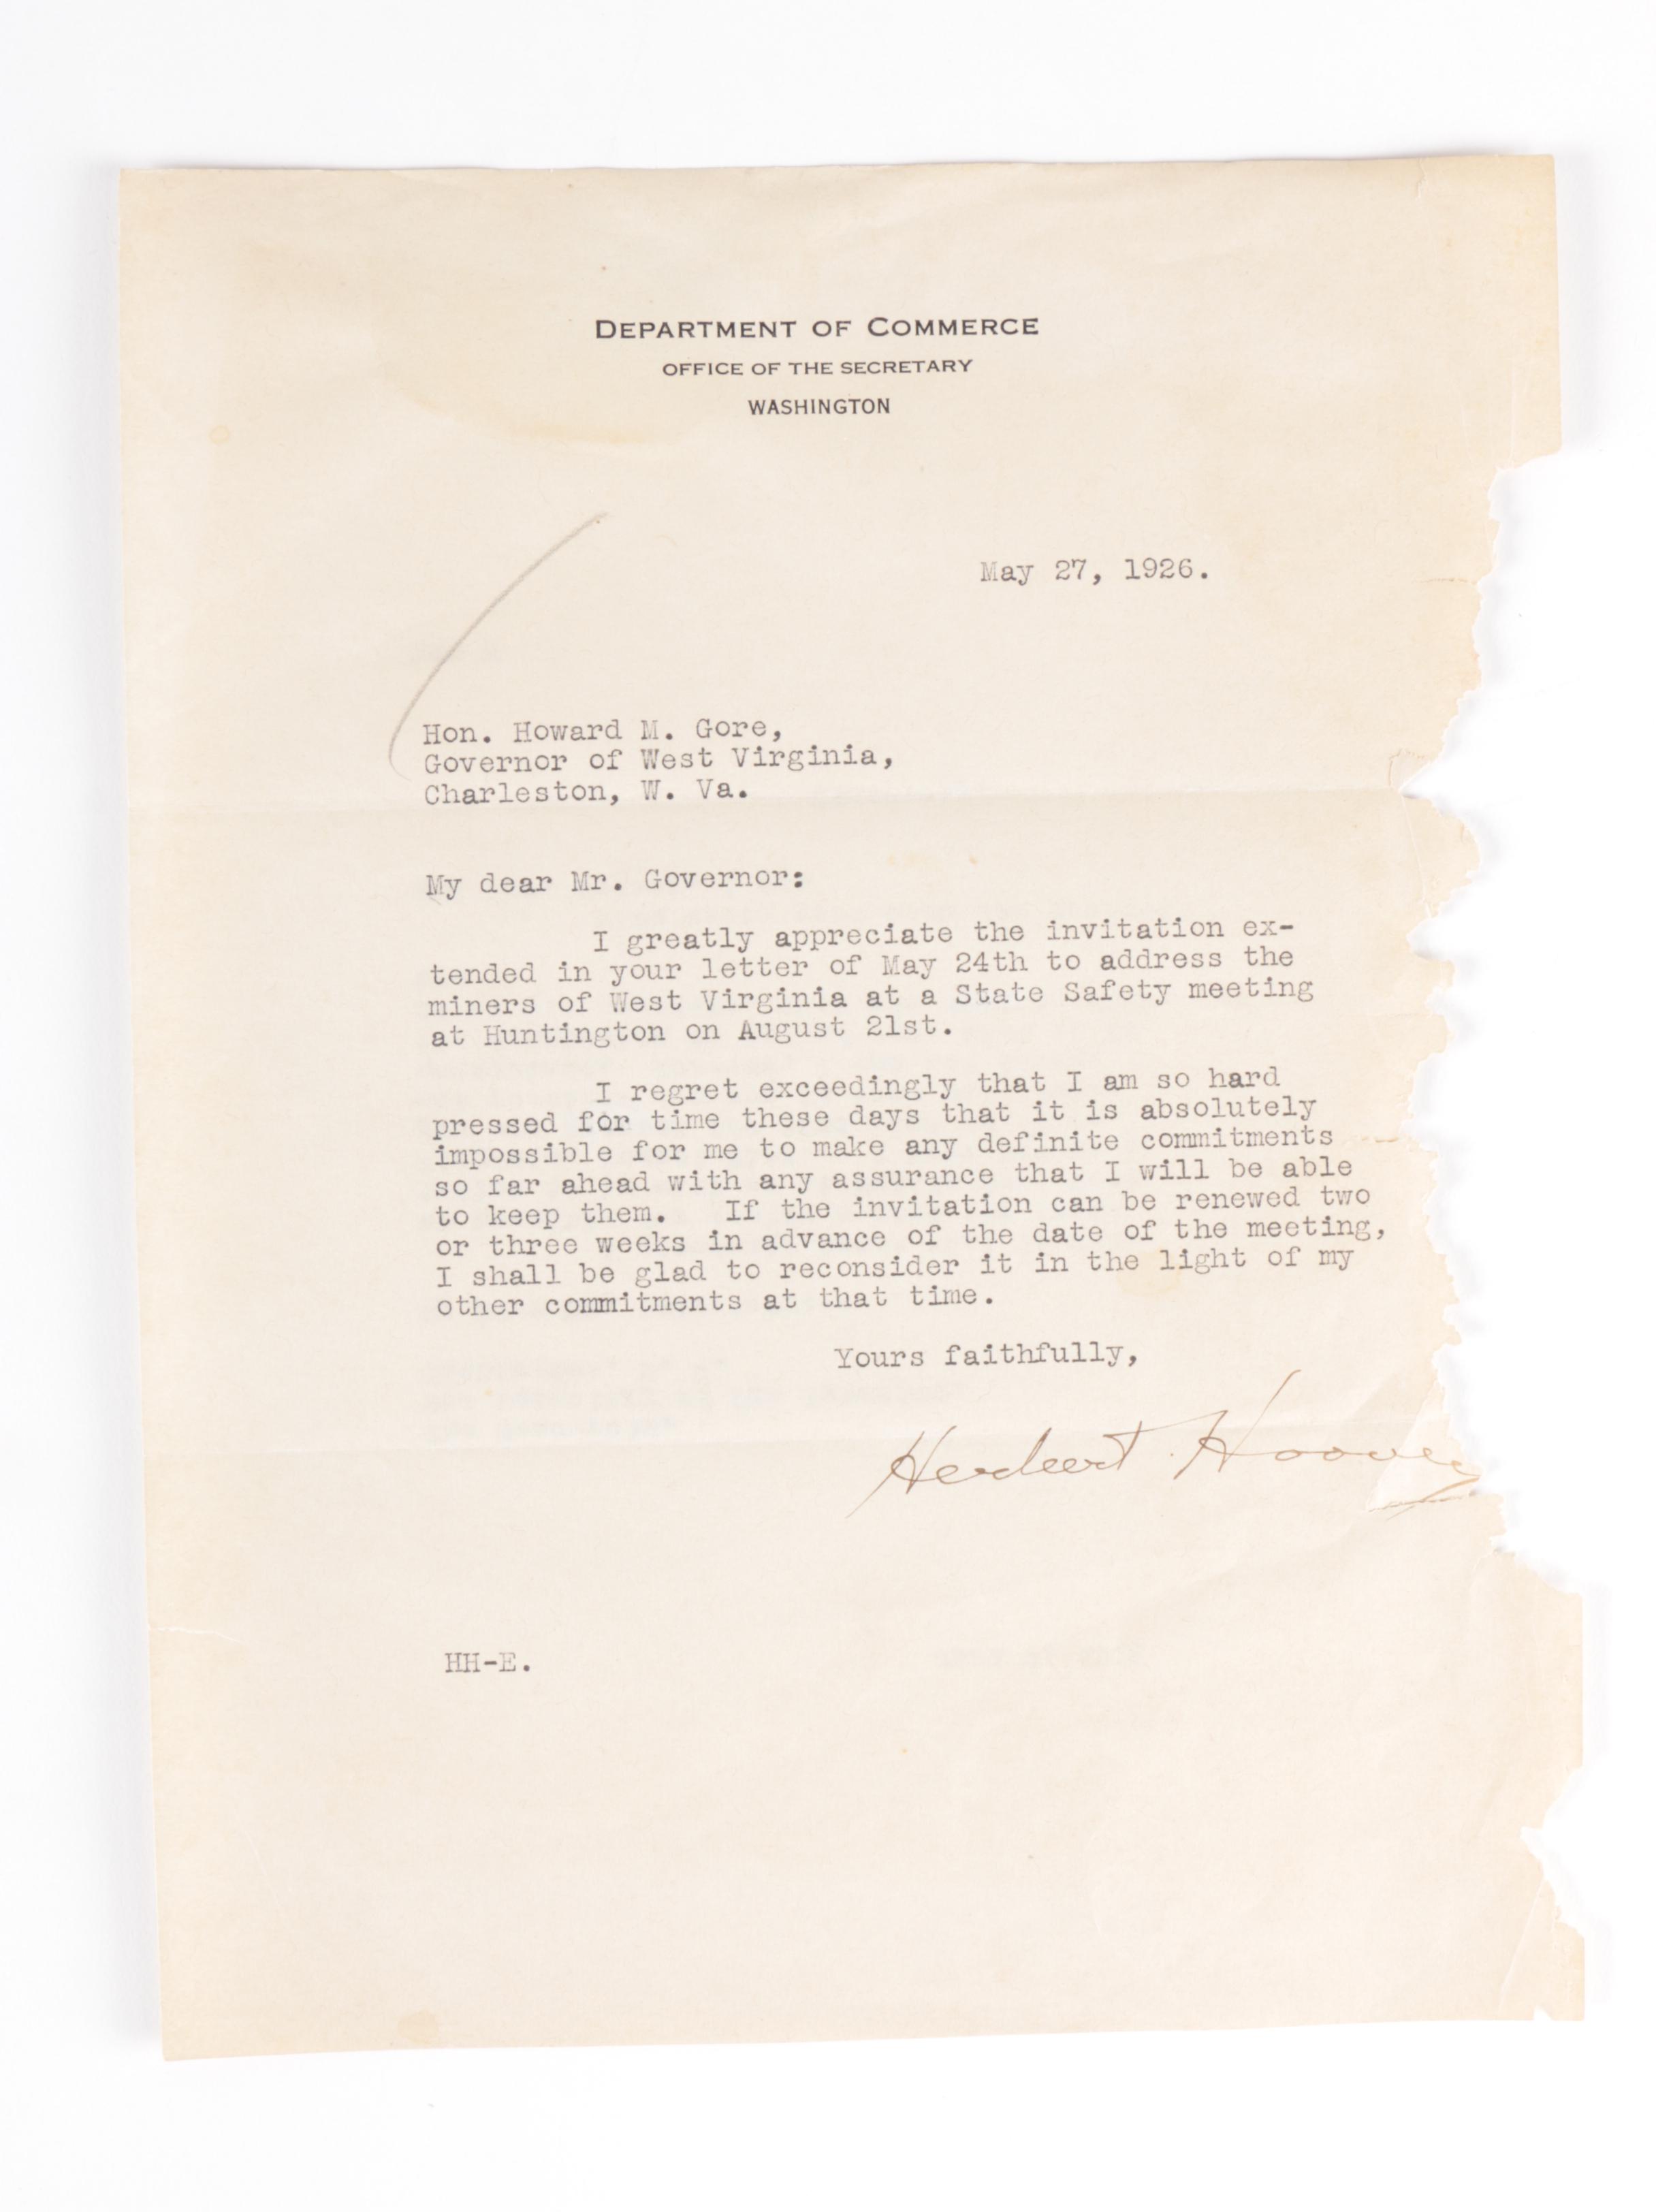 DEPARTMENT OF COMMERCE
OFFICE OF THE SECRETARY
WASHINGTON
May 27, 1926.
Hon. Howard M. Gore,
Governor of West Virginia,
Charleston, W. Va.
My dear Mr. Governor:
I greatly appreciate the invitation ex-
tended in your letter of May 24th to address the
miners of West Virginia at a State Safety meeting
at Huntington on August 21st.
I regret exceedingly that I am so hard
pressed for time these days that it is absolutely
impossible for me to make any definite commitments
so far ahead with any assurance that I will be able
to keep them. If the invitation can be renewed two
or three weeks in advance of the date of the meeting,
I shall be glad to reconsider it in the light of my
other commitments at that time.
Yours faithfully,
Herbert Hoover
HH-E.